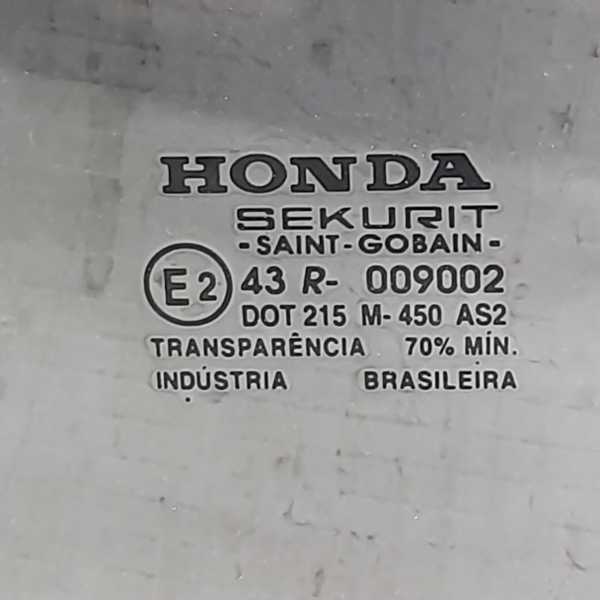 HONDA
SEKURIT
- SAINT-GOBAIN -
E2 43 R- 009002
DOT 215 M-450 AS2
TRANSPARÊNCIA 70% MÍN.
INDÚSTRIA BRASILEIRA